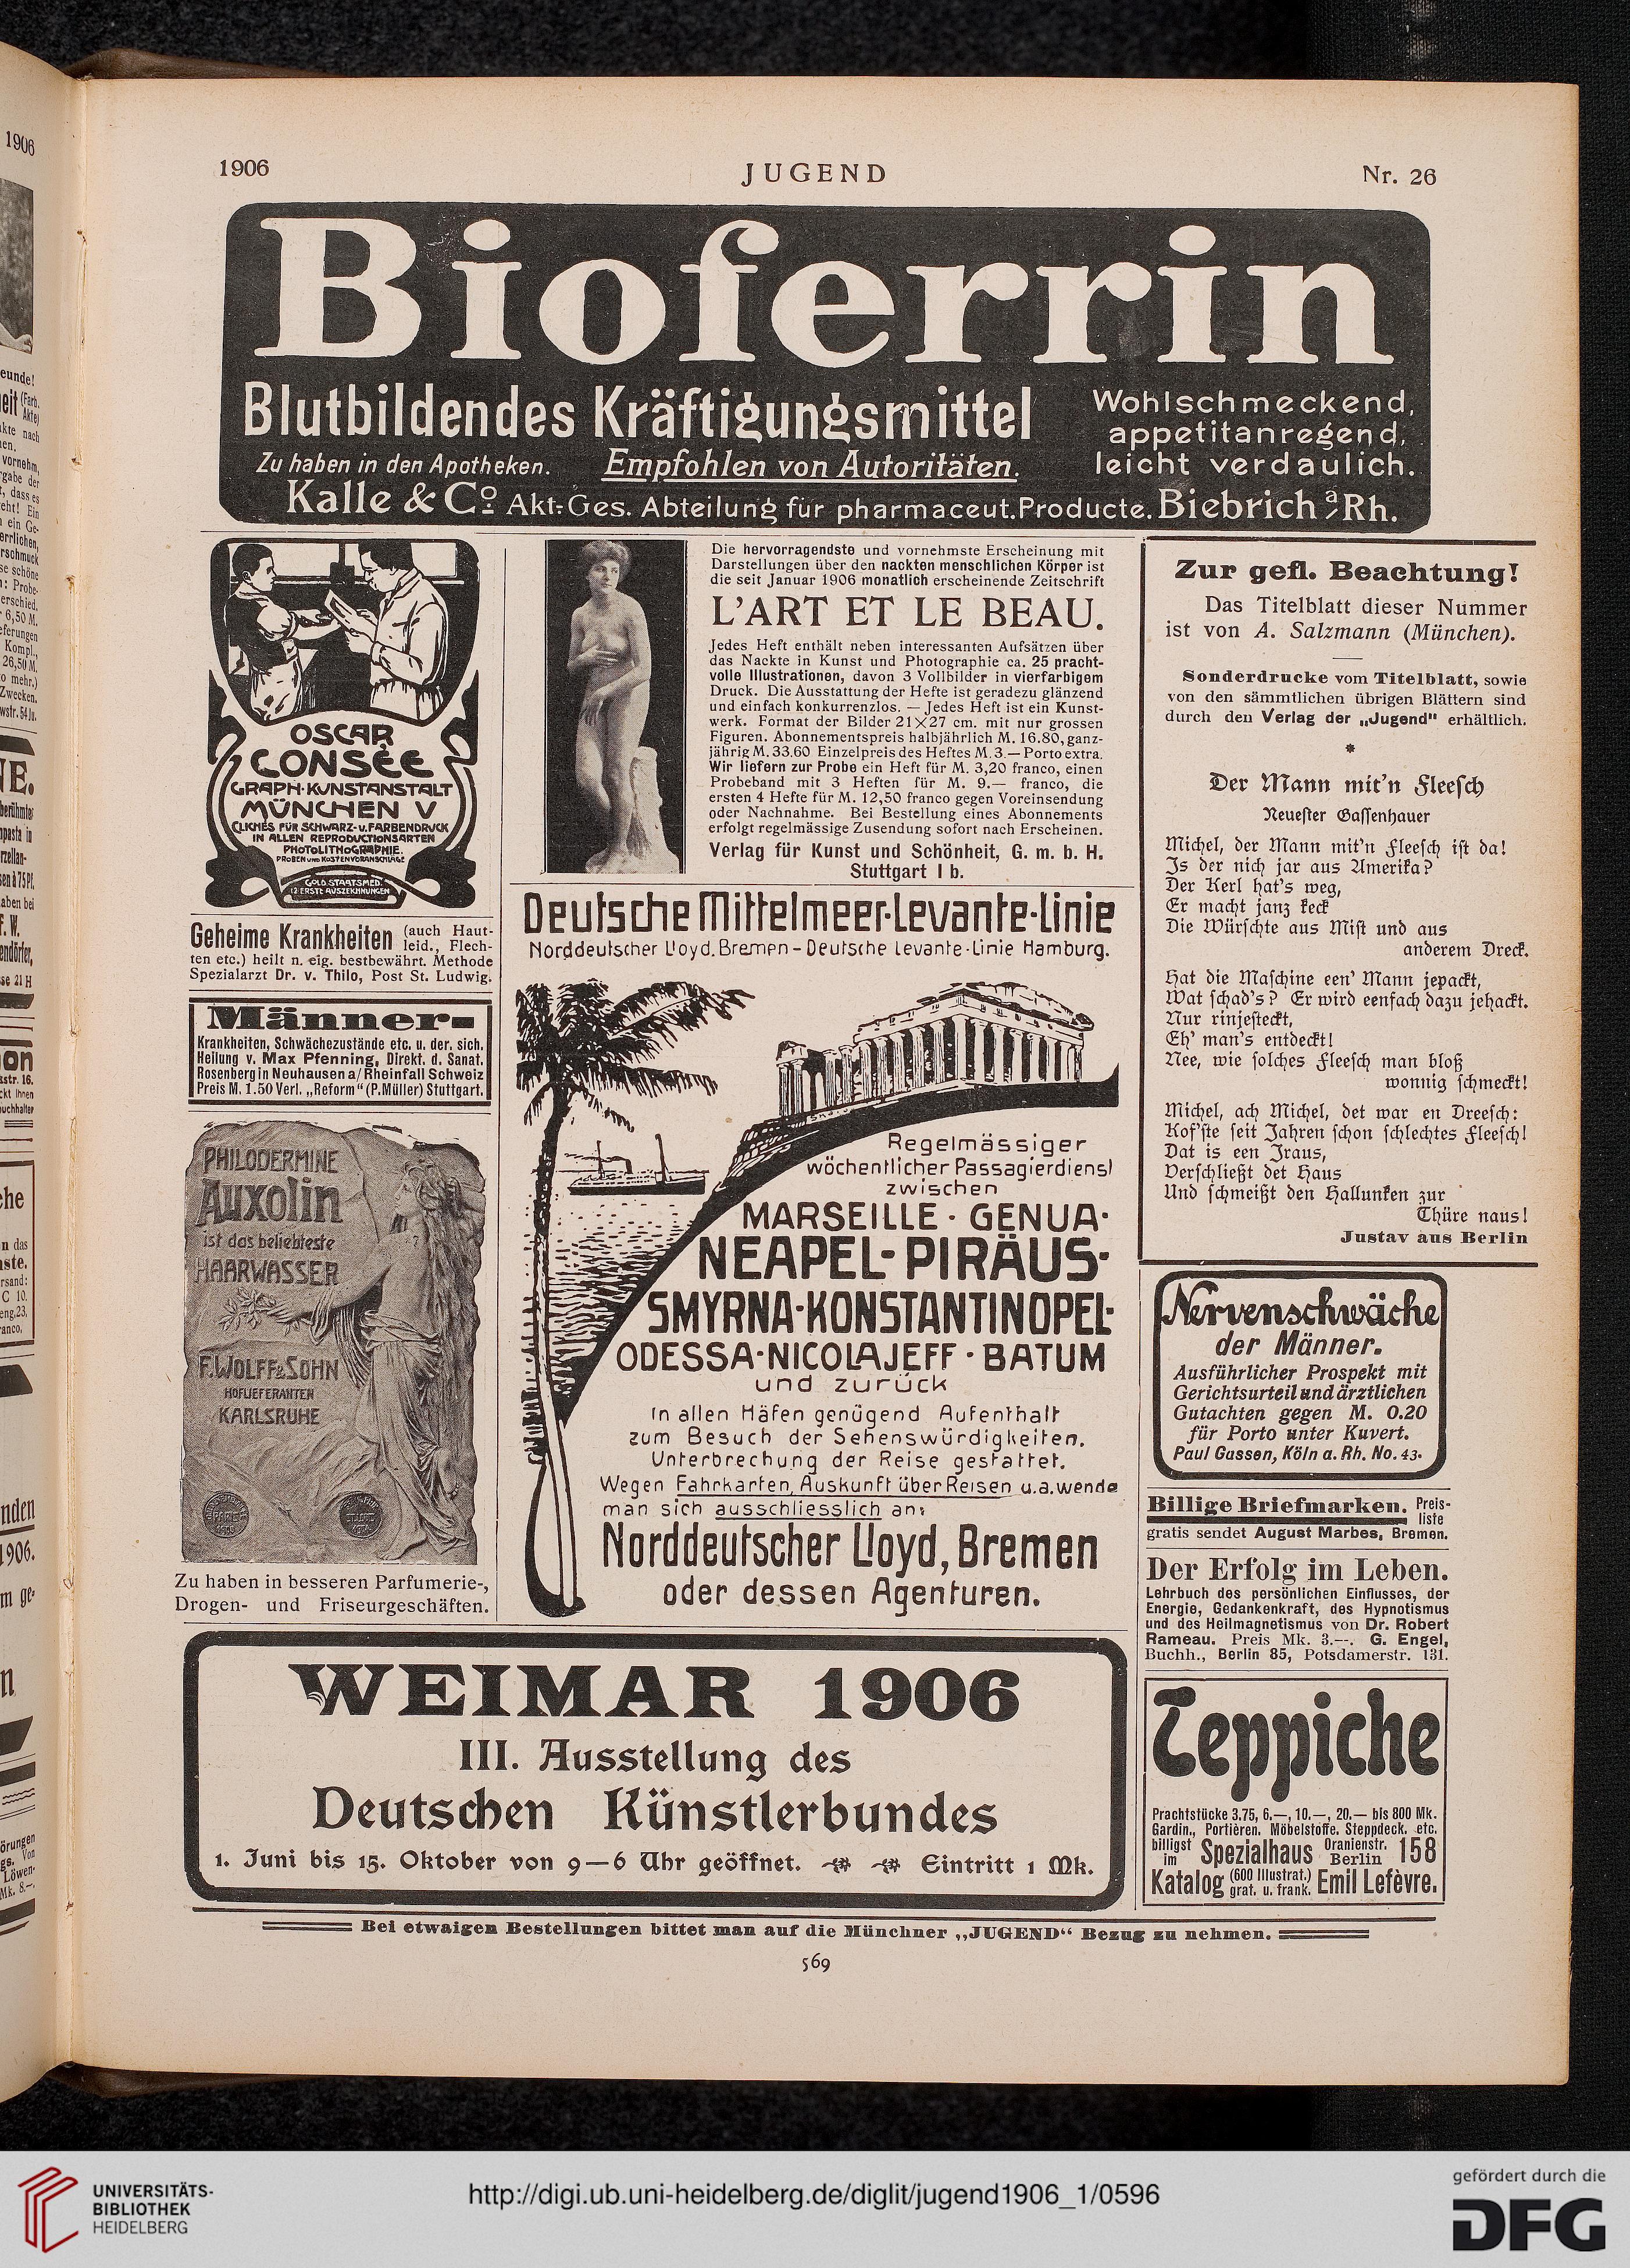 1906
JUGEND
Nr. 26
Bioferrin
Blutbildendes Kräftigungsmittel
Zu haben in den Apotheken. Empfohlen von Autoritäten.
Wohlschmeckend,
appetitanregend,
leicht verdaulich.
Kalle & Co Akt.-Ges. Abteilung für pharmaceut. Producte. Biebrich a/Rh.
OSCAR
CONSÉE
GRAPH. KUNSTANSTALT
MÜNCHEN V
CLICHÉS FÜR SCHWARZ- u. FARBENDRUCK
IN ALLEN REPRODUCTIONSARTEN
PHOTOLITHOGRAPHIE.
PROBEN UND KOSTENVORANSCHLÄGE
GOLD. STAATSMED.
12 ERSTE AUSZEICHNUNGEN
Geheime Krankheiten (auch Haut-
leid., Flech-
ten etc.) heilt n. eig. bestbewährt. Methode
Spezialarzt Dr. v. Thilo, Post St. Ludwig.
Männer-
Krankheiten, Schwächezustände etc. u. der. sich.
Heilung v. Max Pfenning, Direkt. d. Sanat.
Rosenberg in Neuhausen a/Rheinfall Schweiz
Preis M. 1.50 Verl. „Reform“ (P. Müller) Stuttgart.
PHILODERMINE
Auxolin
ist das beliebteste
HAARWASSER
F. WOLFF & SOHN
HOFLIEFERANTEN
KARLSRUHE
Zu haben in besseren Parfumerie-,
Drogen- und Friseurgeschäften.
Die hervorragendste und vornehmste Erscheinung mit
Darstellungen über den nackten menschlichen Körper ist
die seit Januar 1906 monatlich erscheinende Zeitschrift
L'ART ET LE BEAU.
Jedes Heft enthält neben interessanten Aufsätzen über
das Nackte in Kunst und Photographie ca. 25 pracht-
volle Illustrationen, davon 3 Vollbilder in vierfarbigem
Druck. Die Ausstattung der Hefte ist geradezu glänzend
und einfach konkurrenzlos. — Jedes Heft ist ein Kunst-
werk. Format der Bilder 21×27 cm. mit nur grossen
Figuren. Abonnementspreis halbjährlich M. 16.80, ganz-
jährig M. 33.60 Einzelpreis des Heftes M. 3.— Porto extra.
Wir liefern zur Probe ein Heft für M. 3,20 franco, einen
Probeband mit 3 Heften für M. 9.— franco, die
ersten 4 Hefte für M. 12,50 franco gegen Voreinsendung
oder Nachnahme. Bei Bestellung eines Abonnements
erfolgt regelmässige Zusendung sofort nach Erscheinen.
Verlag für Kunst und Schönheit, G. m. b. H.
Stuttgart I b.
Deutsche Mittelmeer-Levante-Linie
Norddeutscher Lloyd. Bremen - Deutsche Levante-Linie Hamburg.
Regelmässiger
wöchentlicher Passagierdienst
zwischen
MARSEILLE - GENUA-
NEAPEL- PIRÄUS-
SMYRNA-KONSTANTINOPEL-
ODESSA-NICOLAJEFF - BATUM
und zurück
In allen Häfen genügend Aufenthalt
zum Besuch der Sehenswürdigkeiten.
Unterbrechung der Reise gestattet.
Wegen Fahrkarten, Auskunft über Reisen u.a. wende
man sich ausschliesslich an:
Norddeutscher Lloyd, Bremen
oder dessen Agenturen.
Zur gefl. Beachtung!
Das Titelblatt dieser Nummer
ist von A. Salzmann (München).
Sonderdrucke vom Titelblatt, sowie
von den sämmtlichen übrigen Blättern sind
durch den Verlag der „Jugend“ erhältlich.
*
Der Mann mit'n Fleesch
Neuester Gassenhauer
Michel, der Mann mit'n Fleesch ist da!
Is der nich jar aus Amerika?
Der Kerl hat's weg,
Er macht janz keck
Die Würschte aus Mist und aus
anderem Dreck.
Hat die Maschine een' Mann jepackt,
Wat schad's? Er wird eenfach dazu jehackt.
Nur rinjesteckt,
Eh' man's entdeckt!
Nee, wie solches Fleesch man bloß
wonnig schmeckt!
Michel, ach Michel, det war en Dreesch:
Kof'ste seit Jahren schon schlechtes Fleesch!
Dat is een Iraus,
Verschließt det Haus
Und schmeißt den Hallunken zur
Thüre naus!
Justav aus Berlin
Nervenschwäche
der Männer.
Ausführlicher Prospekt mit
Gerichtsurteil und ärztlichen
Gutachten gegen M. 0.20
für Porto unter Kuvert.
Paul Gassen, Köln a. Rh. No. 43.
Billige Briefmarken. Preis-
liste
gratis sendet August Marbes, Bremen.
Der Erfolg im Leben.
Lehrbuch des persönlichen Einflusses, der
Energie, Gedankenkraft, des Hypnotismus
und des Heilmagnetismus von Dr. Robert
Rameau. Preis Mk. 3.—. G. Engel,
Buchh., Berlin 85, Potsdamerstr. 131.
Teppiche
Prachtstücke 3.75, 6.—, 10.—, 20.— bis 800 Mk.
Gardin., Portièren. Möbelstoffe. Steppdeck. etc.
billigst im Spezialhaus Oranienstr. Berlin 158
Katalog (600 Illustrat.) grat. u. frank. Emil Lefèvre.
WEIMAR 1906
III. Ausstellung des
Deutschen Künstlerbundes
1. Juni bis 15. Oktober von 9—6 Uhr geöffnet. Eintritt 1 Mk.
Bei etwaigen Bestellungen bittet man auf die Münchner „JUGEND“ Bezug zu nehmen.
569
UNIVERSITÄTS-
BIBLIOTHEK
HEIDELBERG
http://digi.ub.uni-heidelberg.de/diglit/jugend1906_1/0596
gefördert durch die
DFG